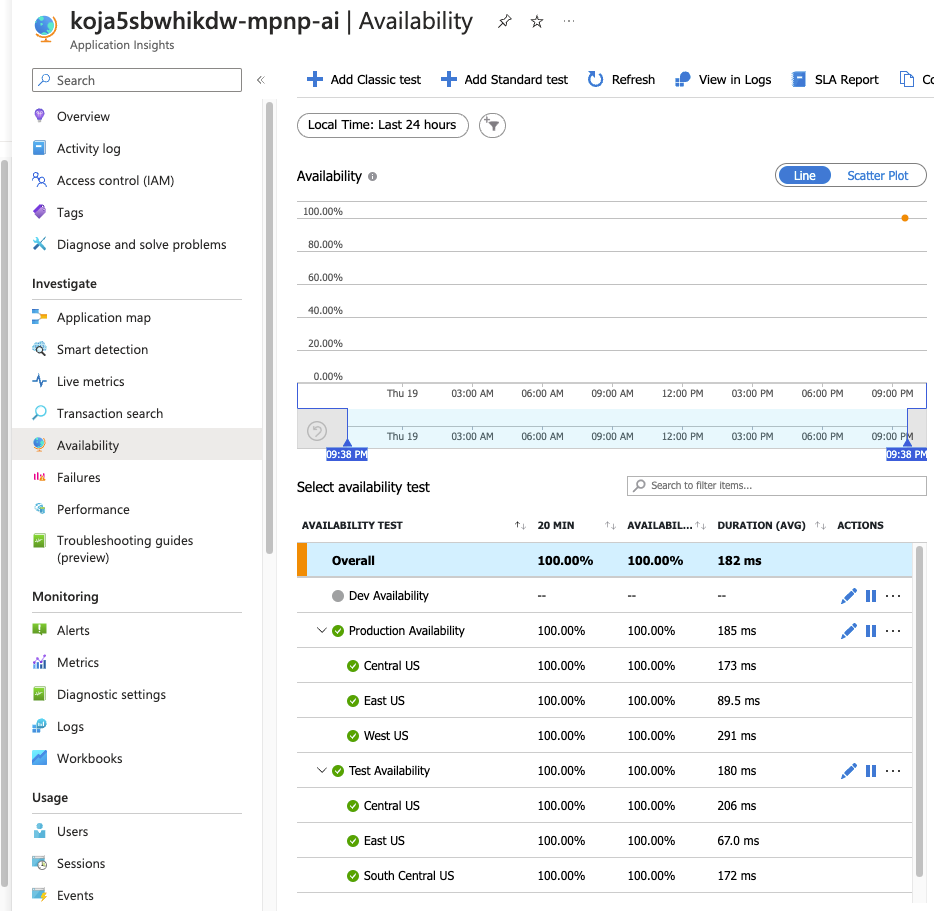 koja5sbwhikdw-mpnp-ai | Availability
Application Insights
Search
Overview
Activity log
Access control (IAM)
Tags
Diagnose and solve problems
Investigate
Application map
Smart detection
Live metrics
Transaction search
Availability
Failures
Performance
Troubleshooting guides
(preview)
Monitoring
Alerts
Metrics
Diagnostic settings
Logs
Workbooks
Usage
Users
Sessions
Events
Add Classic test Add Standard test Refresh View in Logs SLA Report Co
Local Time: Last 24 hours
Availability
Line Scatter Plot
100.00%
80.00%
60.00%
40.00%
20.00%
0.00%
Thu 19 03:00 AM 06:00 AM 09:00 AM 12:00 PM 03:00 PM 06:00 PM 09:00 PM
Thu 19 03:00 AM 06:00 AM 09:00 AM 12:00 PM 03:00 PM 06:00 PM 09:00 PM
09:38 PM 09:38 PM
Select availability test
Search to filter items...
AVAILABILITY TEST 20 MIN AVAILABIL... DURATION (AVG) ACTIONS
Overall 100.00% 100.00% 182 ms
Dev Availability -- -- --
Production Availability 100.00% 100.00% 185 ms
Central US 100.00% 100.00% 173 ms
East US 100.00% 100.00% 89.5 ms
West US 100.00% 100.00% 291 ms
Test Availability 100.00% 100.00% 180 ms
Central US 100.00% 100.00% 206 ms
East US 100.00% 100.00% 67.0 ms
South Central US 100.00% 100.00% 172 ms